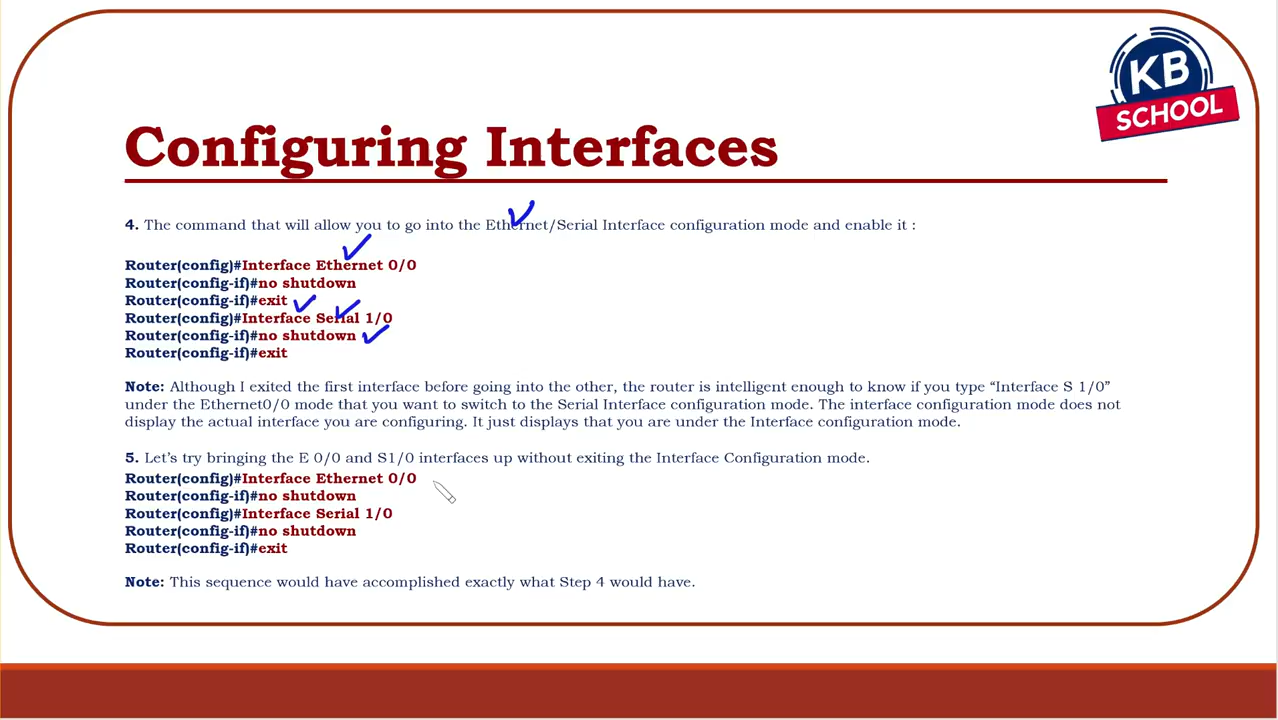 KB
SCHOOL
Configuring Interfaces
4. The command that will allow you to go into the Ethernet/Serial Interface configuration mode and enable it :
Router(config)#Interface Ethernet 0/0
Router(config-if)#no shutdown
Router(config-if)#exit
Router(config)#Interface Serial 1/0
Router(config-if)#no shutdown
Router(config-if)#exit
Note: Although I exited the first interface before going into the other, the router is intelligent enough to know if you type “Interface S 1/0”
under the Ethernet0/0 mode that you want to switch to the Serial Interface configuration mode. The interface configuration mode does not
display the actual interface you are configuring. It just displays that you are under the Interface configuration mode.
5. Let’s try bringing the E 0/0 and S1/0 interfaces up without exiting the Interface Configuration mode.
Router(config)#Interface Ethernet 0/0
Router(config-if)#no shutdown
Router(config)#Interface Serial 1/0
Router(config-if)#no shutdown
Router(config-if)#exit
Note: This sequence would have accomplished exactly what Step 4 would have.